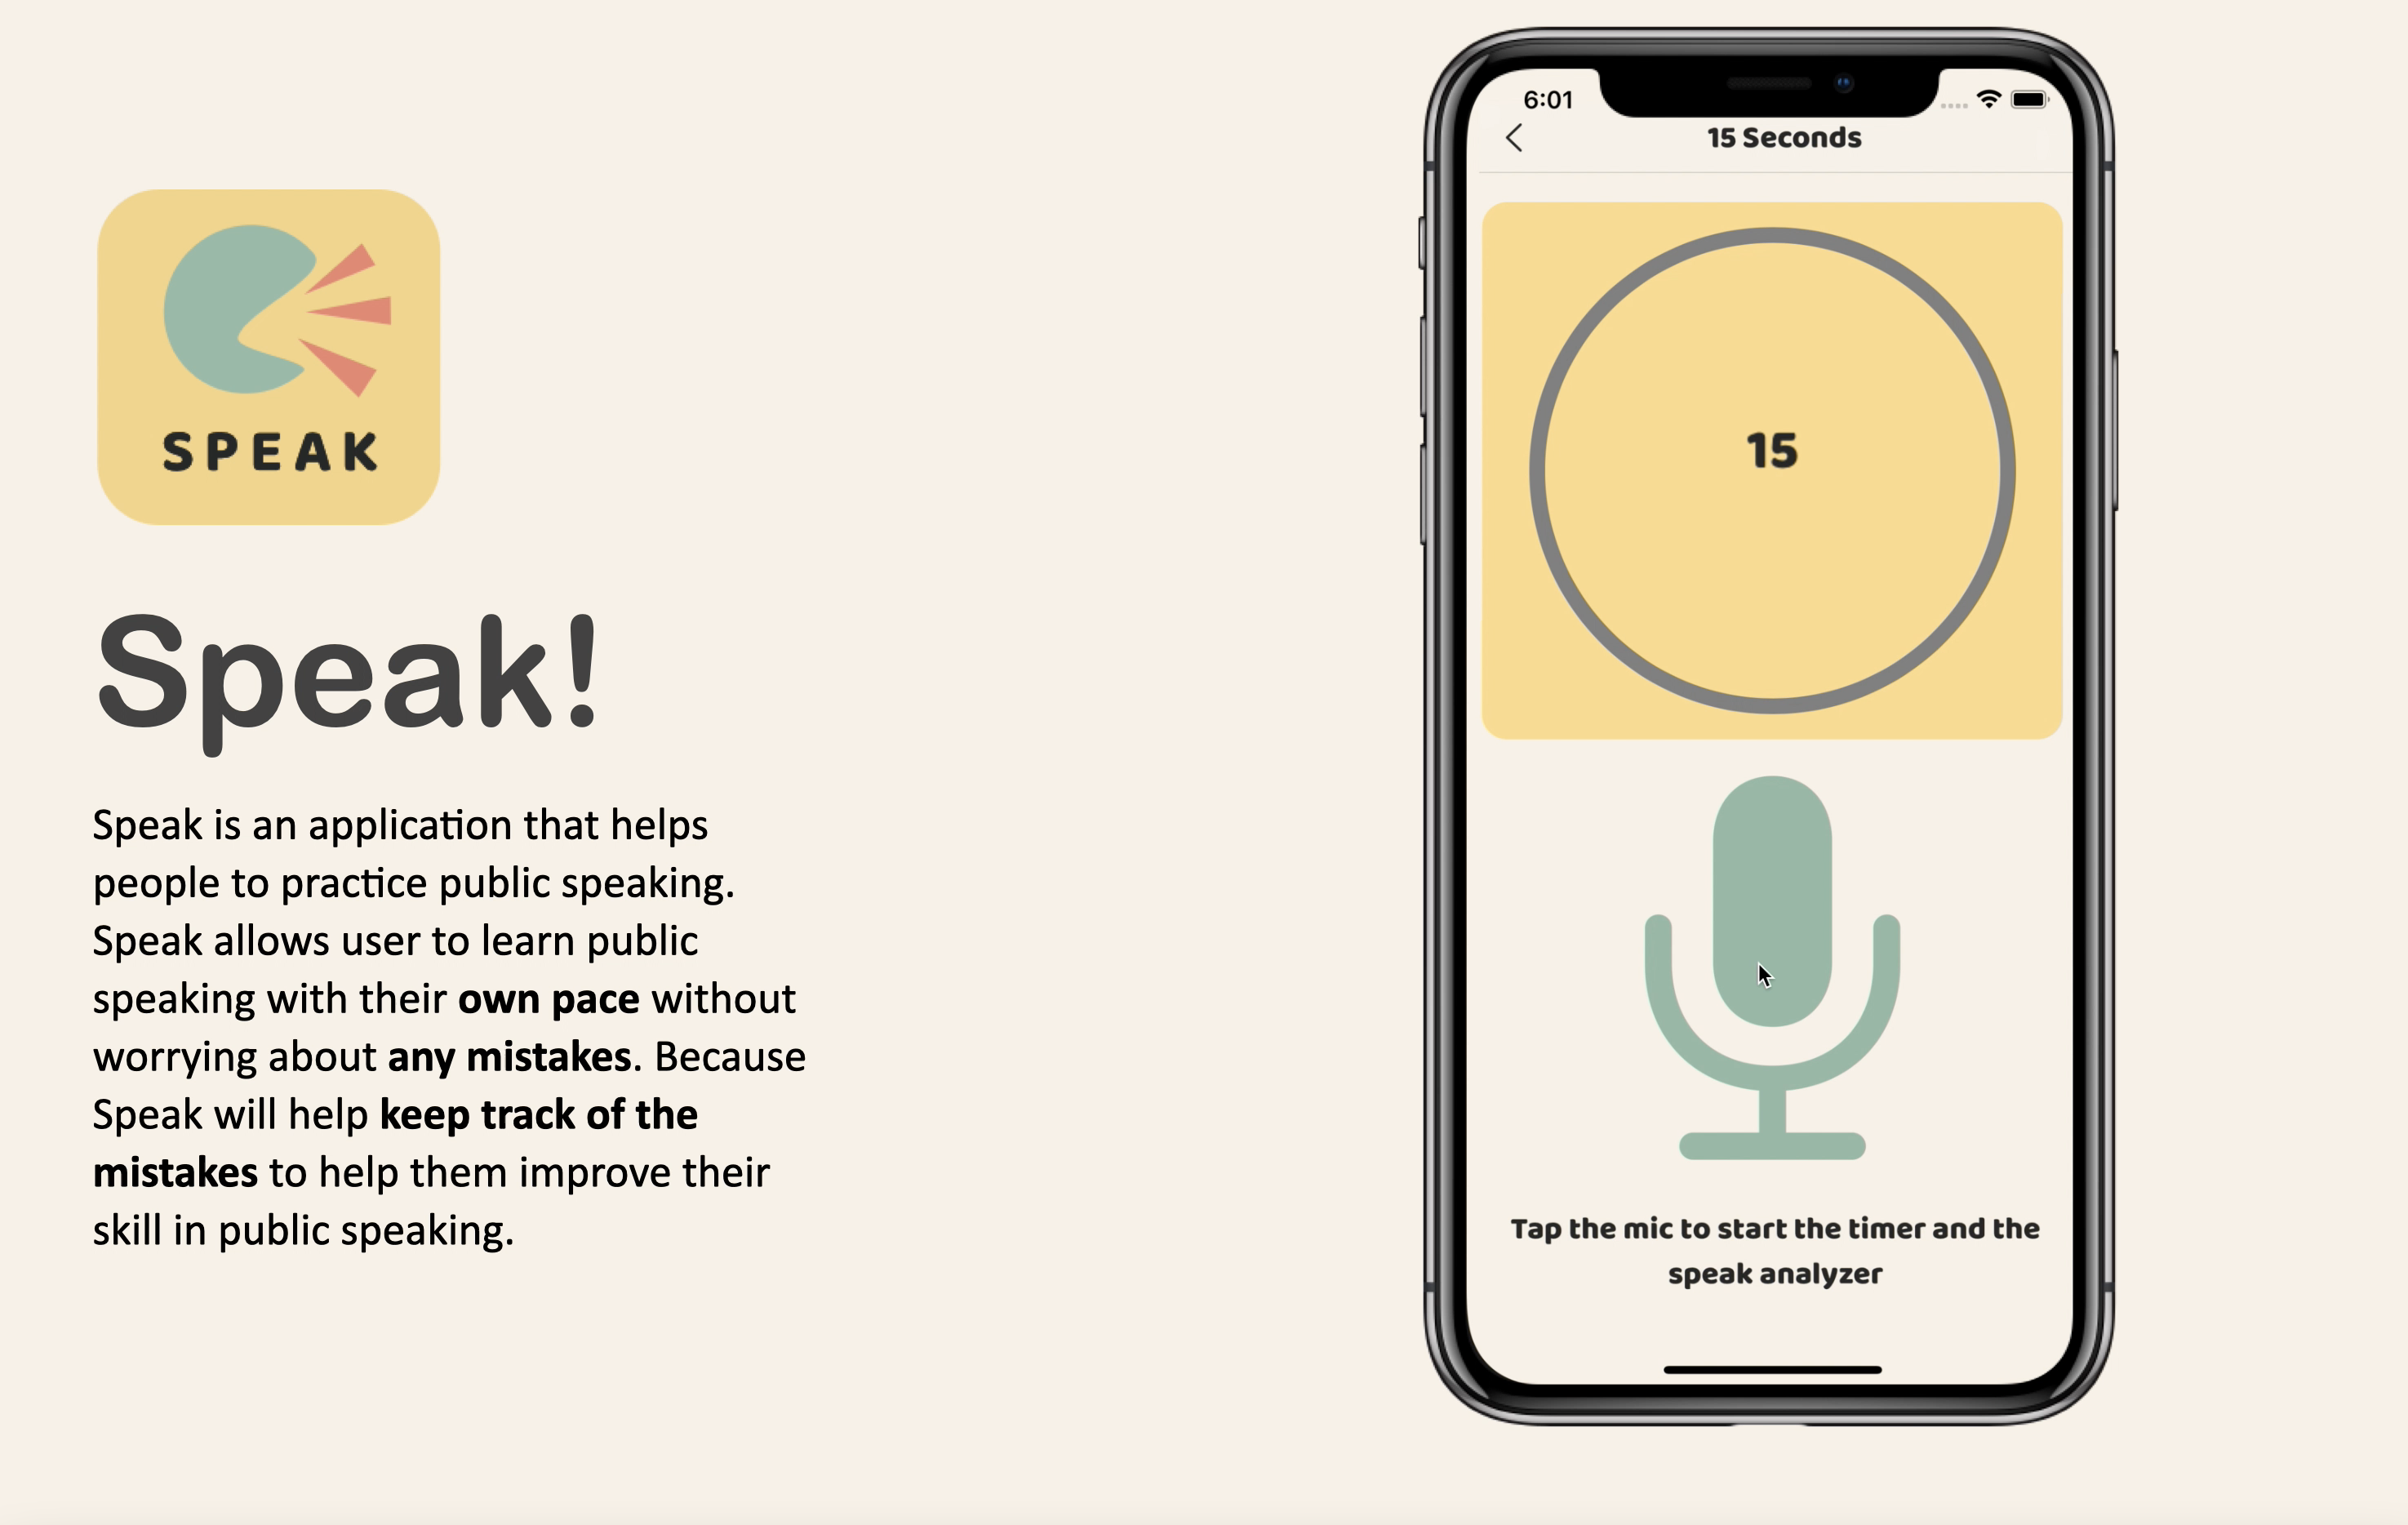 SPEAK
Speak!
Speak is an application that helps
people to practice public speaking.
Speak allows user to learn public
speaking with their own pace without
worrying about any mistakes. Because
Speak will help keep track of the
mistakes to help them improve their
skill in public speaking.
6:01
15 Seconds
15
Tap the mic to start the timer and the
speak analyzer